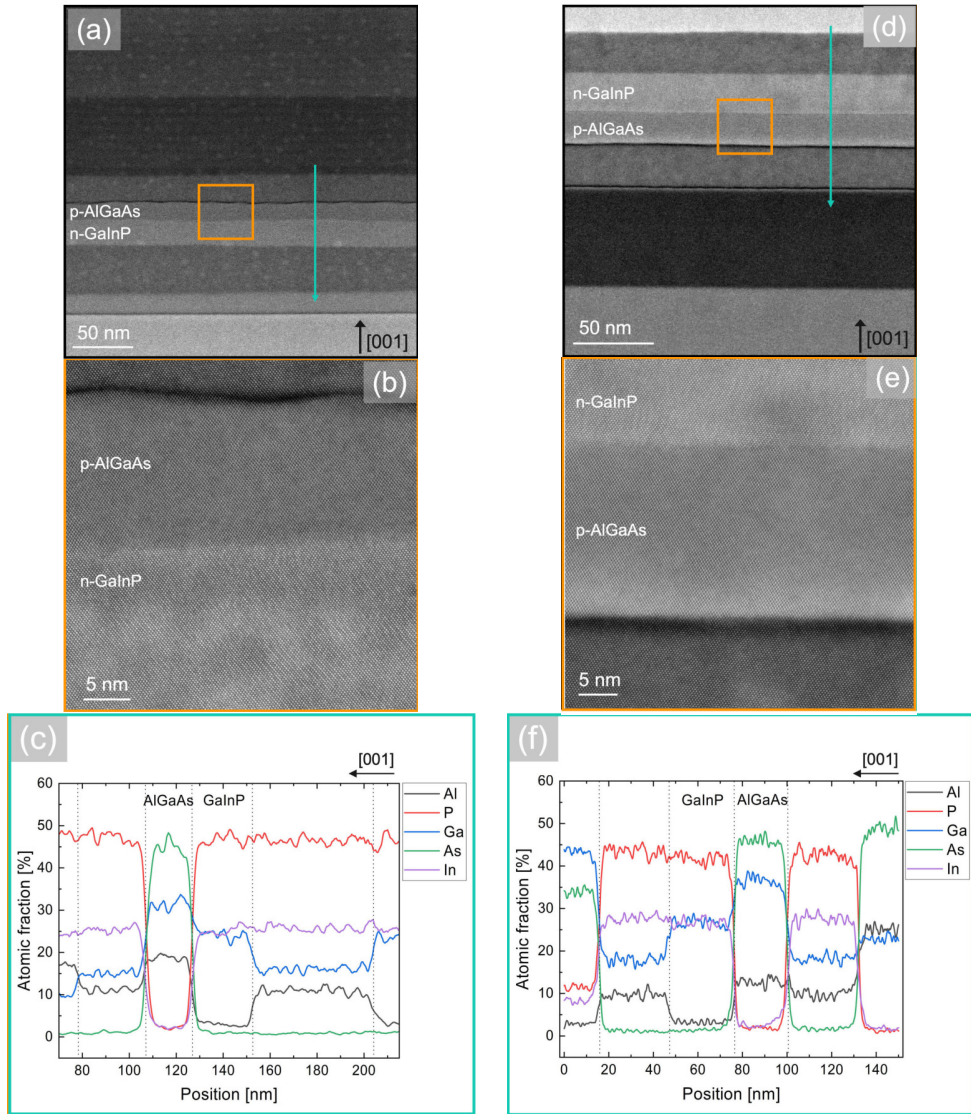 (a)
p-AlGaAs
n-GaInP
50 nm
[001]
(b)
p-AlGaAs
n-GaInP
5 nm
(c)
[001]
60
50
40
30
20
10
0
Atomic fraction [%]
AlGaAs
GaInP
Al
P
Ga
As
In
80 100 120 140 160 180 200
Position [nm]
(d)
n-GaInP
p-AlGaAs
50 nm
[001]
(e)
n-GaInP
p-AlGaAs
5 nm
(f)
[001]
60
50
40
30
20
10
0
Atomic fraction [%]
GaInP
AlGaAs
Al
P
Ga
As
In
0 20 40 60 80 100 120 140
Position [nm]